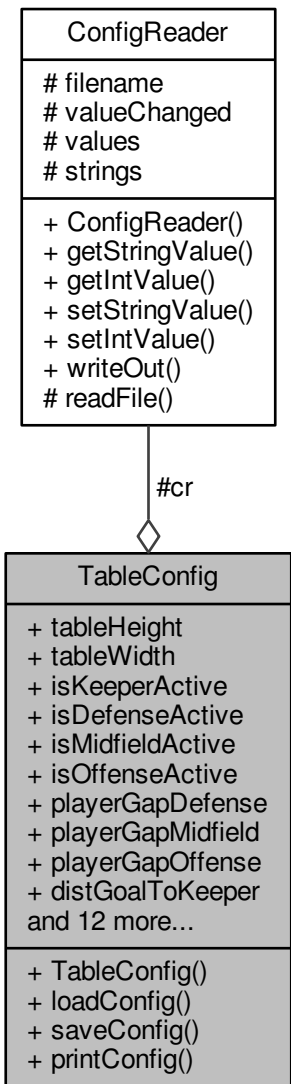 ConfigReader
# filename
# valueChanged
# values
# strings
+ ConfigReader()
+ getStringValue()
+ getIntValue()
+ setStringValue()
+ setIntValue()
+ writeOut()
# readFile()
#cr
TableConfig
+ tableHeight
+ tableWidth
+ isKeeperActive
+ isDefenseActive
+ isMidfieldActive
+ isOffenseActive
+ playerGapDefense
+ playerGapMidfield
+ playerGapOffense
+ distGoalToKeeper
and 12 more...
+ TableConfig()
+ loadConfig()
+ saveConfig()
+ printConfig()